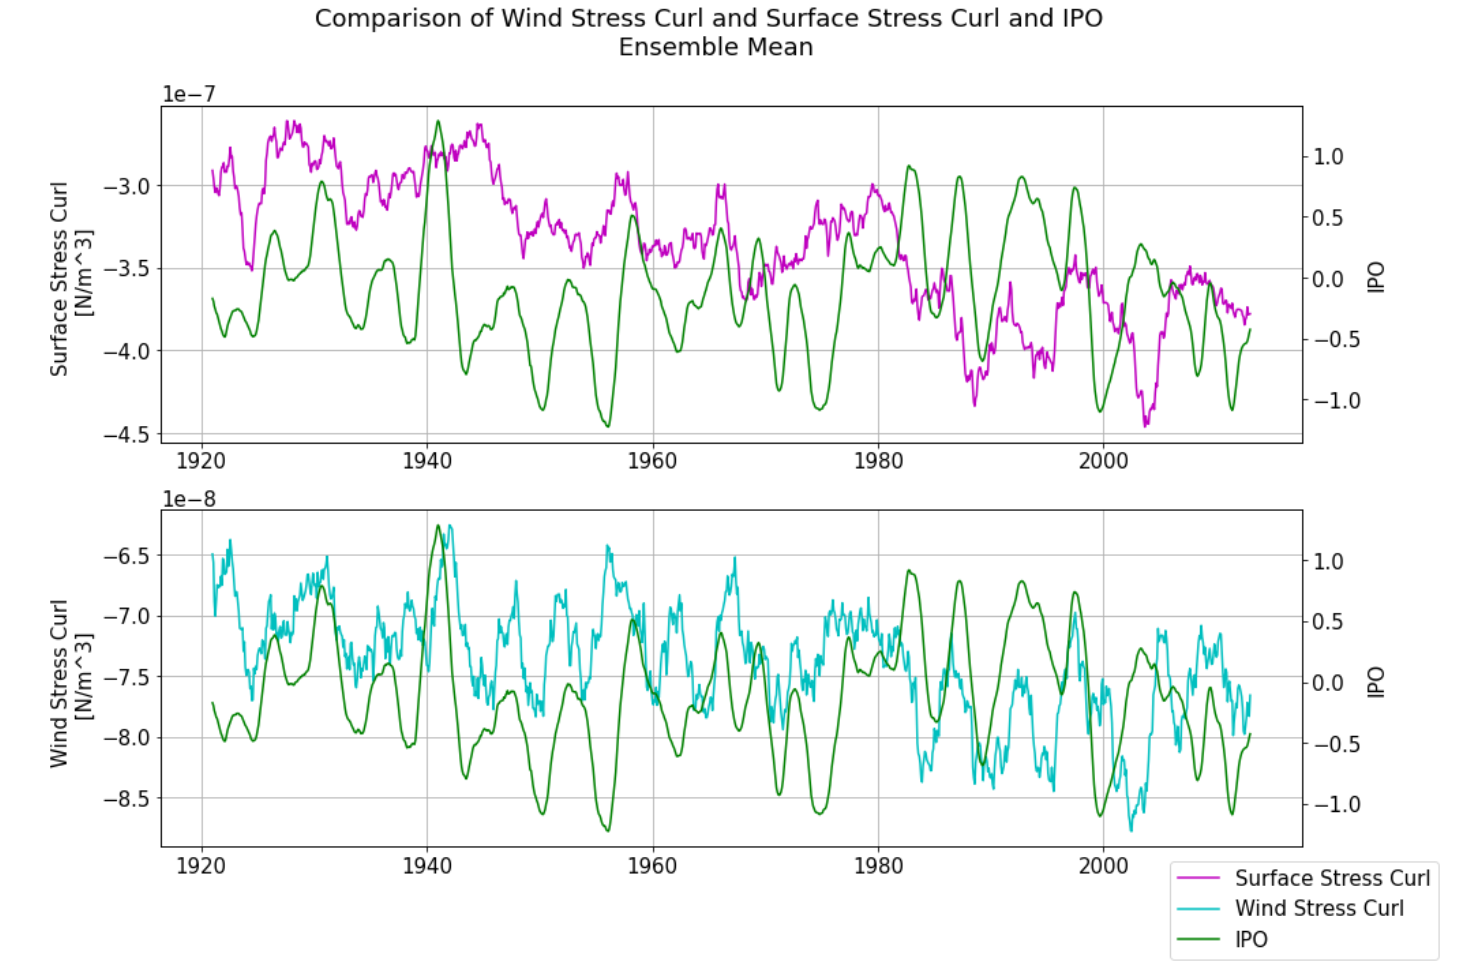 Comparison of Wind Stress Curl and Surface Stress Curl and IPO
Ensemble Mean
1e−7
Surface Stress Curl
[N/m^3]
−3.0
−3.5
−4.0
−4.5
1.0
0.5
0.0
−0.5
−1.0
IPO
1920 1940 1960 1980 2000
1e−8
Wind Stress Curl
[N/m^3]
−6.5
−7.0
−7.5
−8.0
−8.5
1.0
0.5
0.0
−0.5
−1.0
IPO
1920 1940 1960 1980 2000
Surface Stress Curl
Wind Stress Curl
IPO